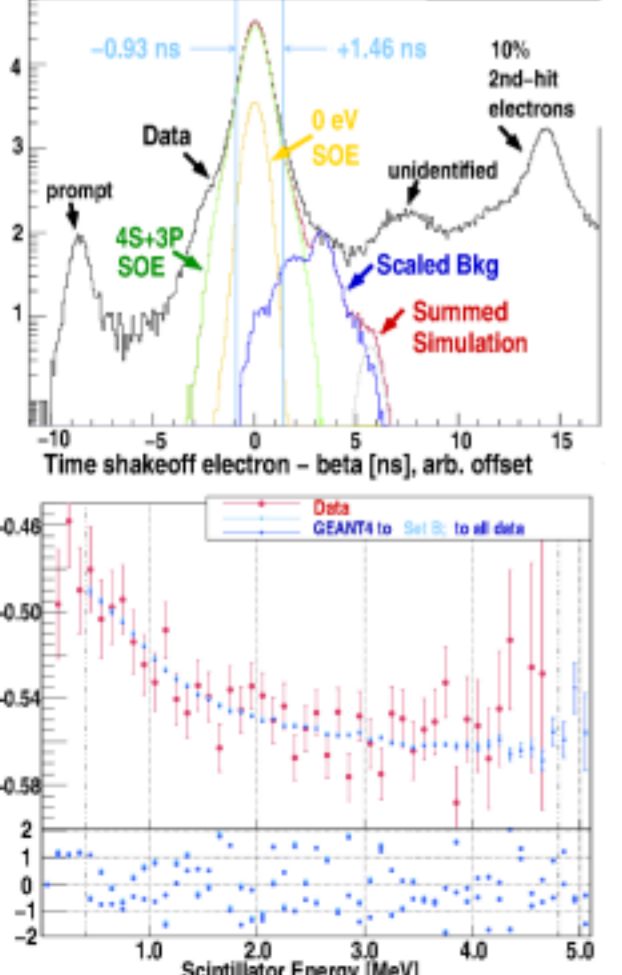 −0.93 ns
+1.46 ns
10%
2nd−hit
electrons
0 eV
SOE
Data
unidentified
prompt
4S+3P
SOE
Scaled Bkg
Summed
Simulation
4
3
2
1
−10 −5 0 5 10 15
Time shakeoff electron − beta [ns], arb. offset
Data
GEANT4 to Set B; to all data
-0.46
-0.50
-0.54
-0.58
2
1
0
−1
−2
1.0 2.0 3.0 4.0 5.0
Scintillator Energy [MeV]